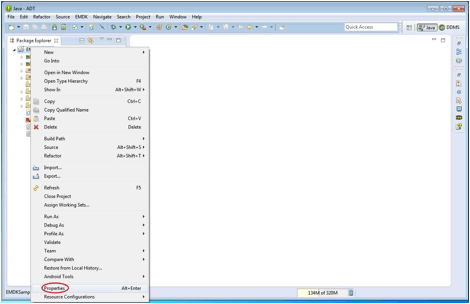 Java - ADT
File Edit Refactor Source EMDK Navigate Search Project Run Window Help
Quick Access
Java
DDMS
Package Explorer
New
Go Into
Open in New Window
Open Type Hierarchy F4
Show In Alt+Shift+W
Copy Ctrl+C
Copy Qualified Name
Paste Ctrl+V
Delete Delete
Build Path
Source Alt+Shift+S
Refactor Alt+Shift+T
Import...
Export...
Refresh F5
Close Project
Assign Working Sets...
Run As
Debug As
Profile As
Validate
Team
Compare With
Restore from Local History...
Android Tools
Properties Alt+Enter
Resource Configurations
EMDKSamp
134M of 320M